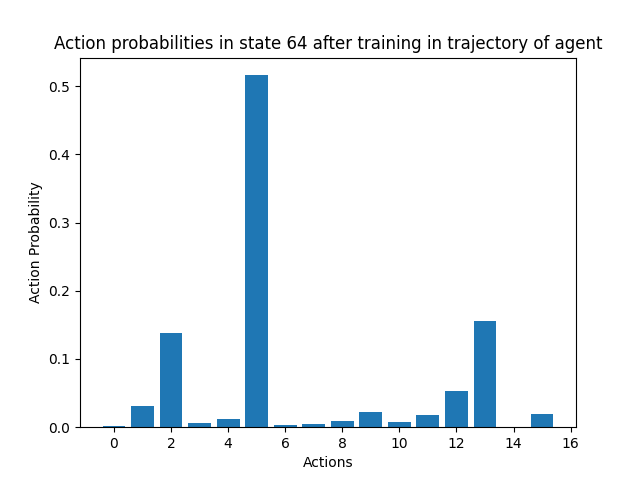 Action probabilities in state 64 after training in trajectory of agent
Action Probability
0.5
0.4
0.3
0.2
0.1
0.0
0 2 4 6 8 10 12 14 16
Actions